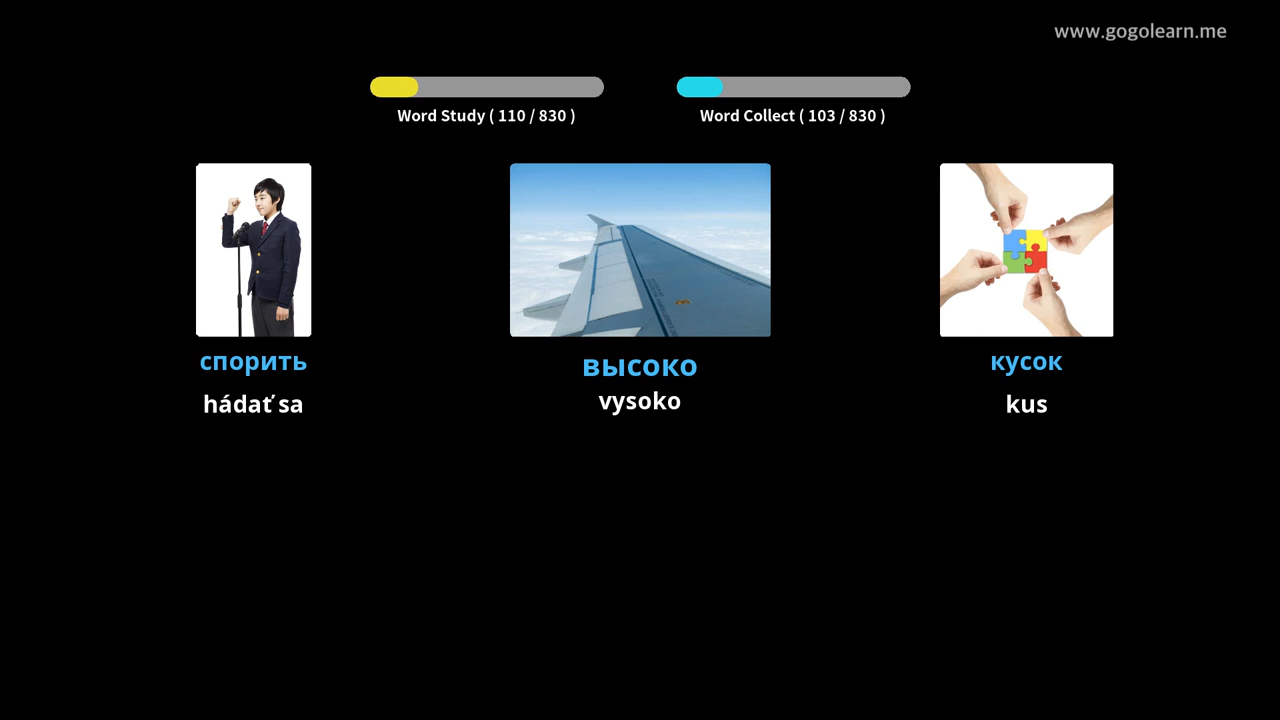 www.gogolearn.me
Word Study ( 110 / 830 )
Word Collect ( 103 / 830 )
спорить
hádať sa
высоко
vysoko
кусок
kus